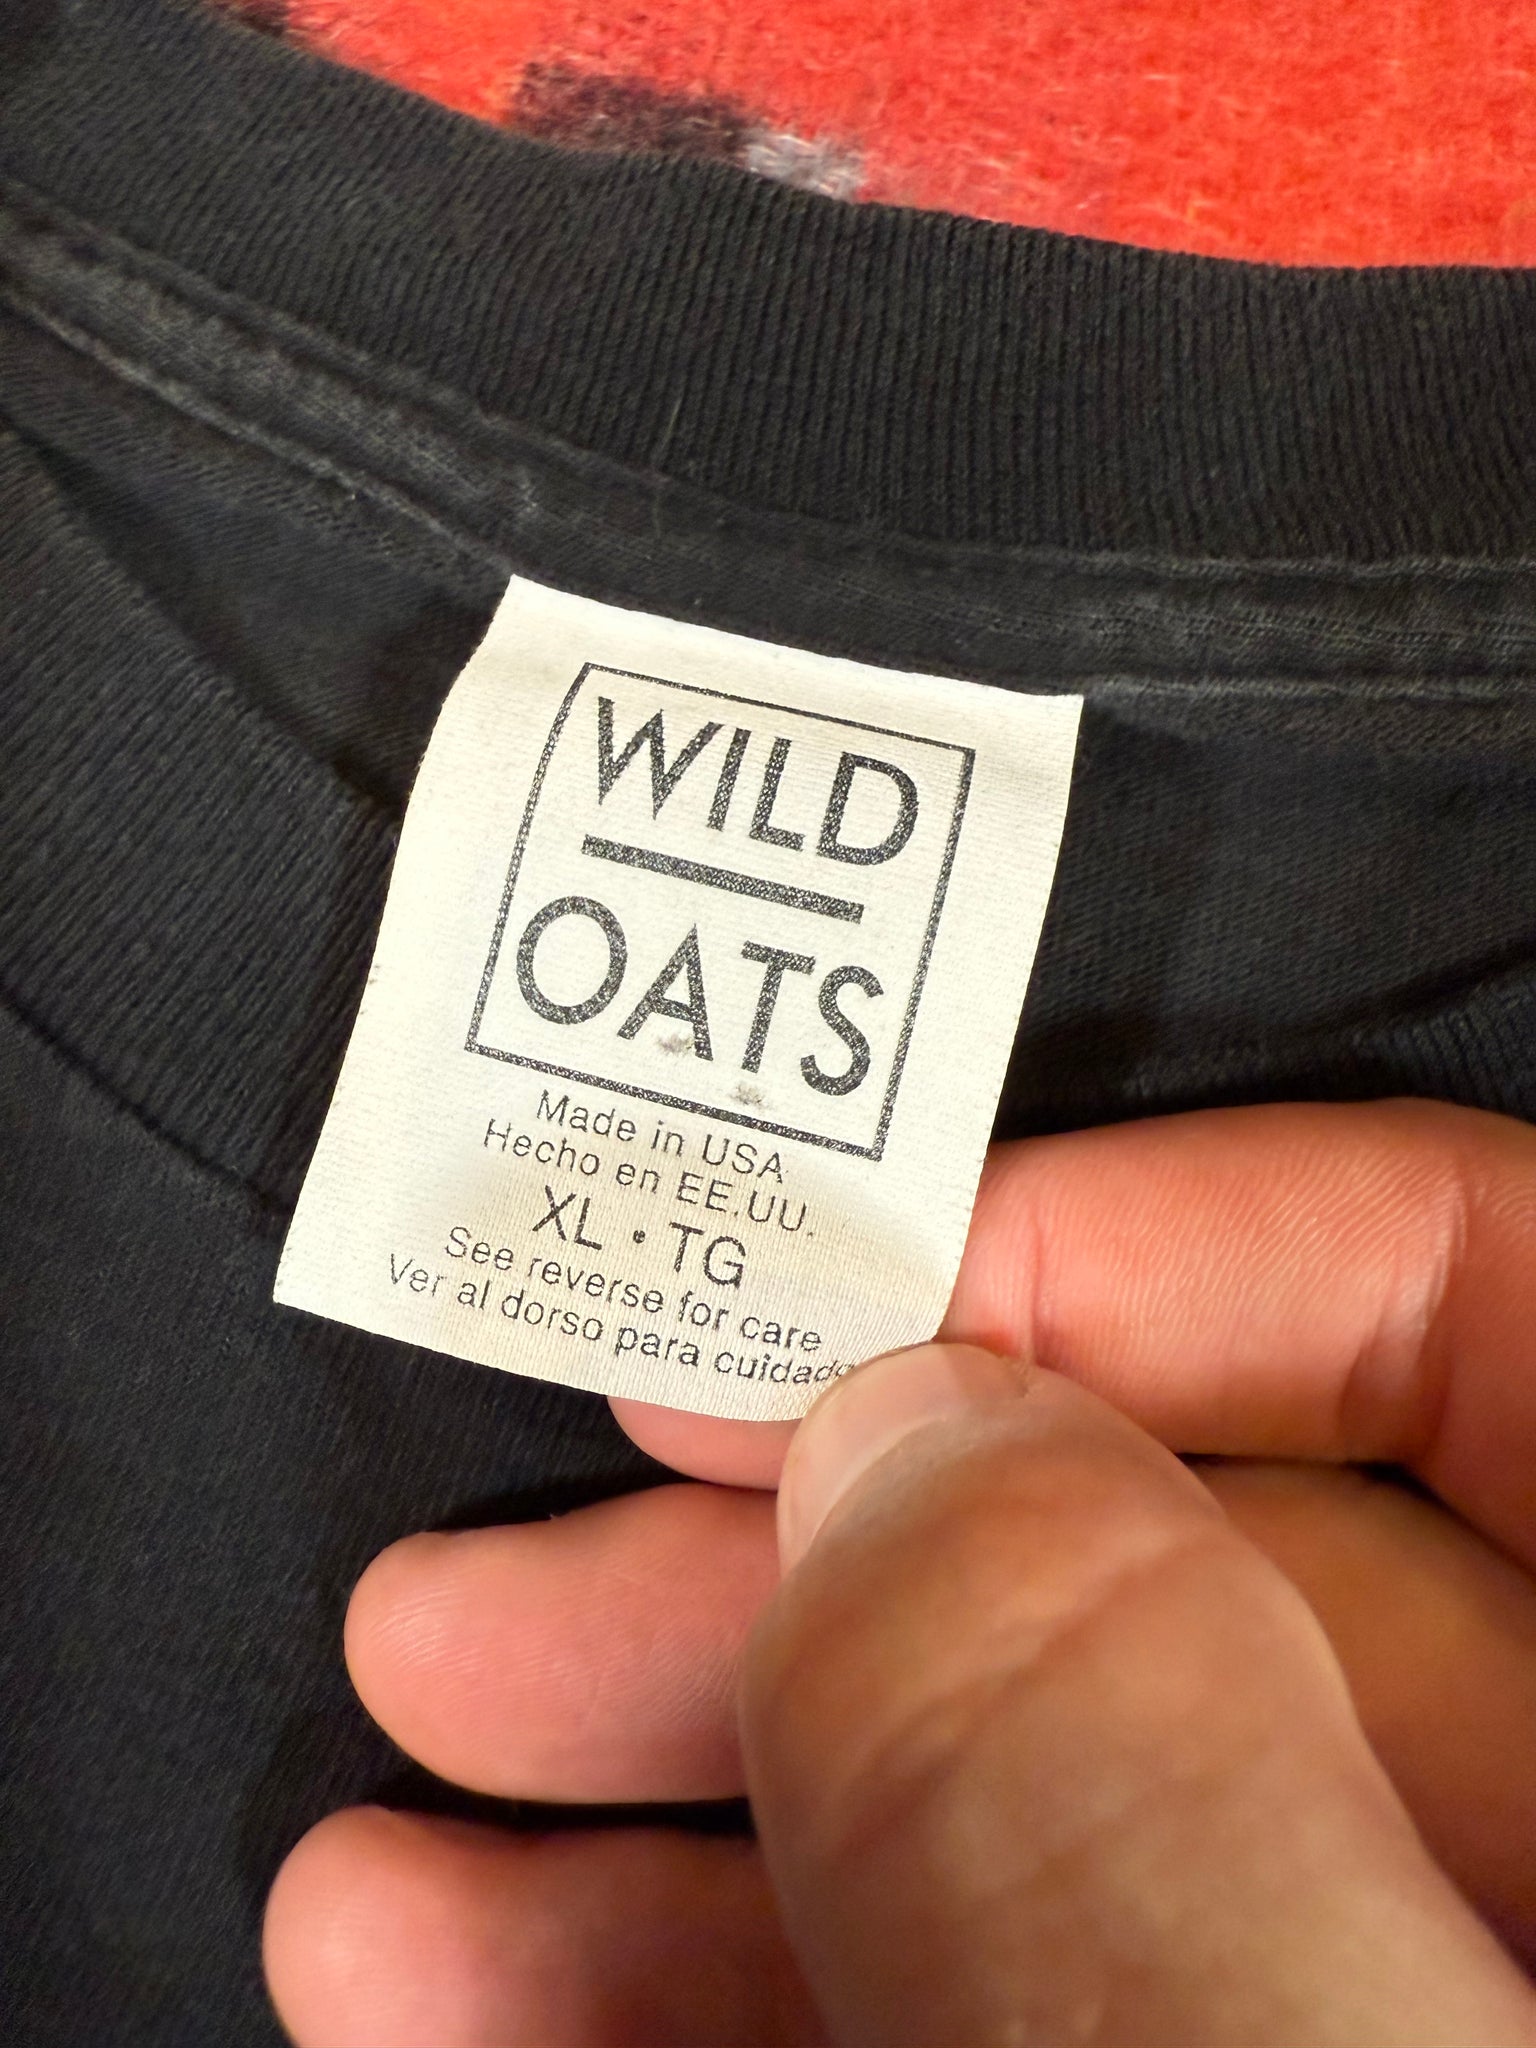 WILD
OATS
Made in USA
Hecho en EE.UU.
XL • TG
See reverse for care
Ver al dorso para cuidado